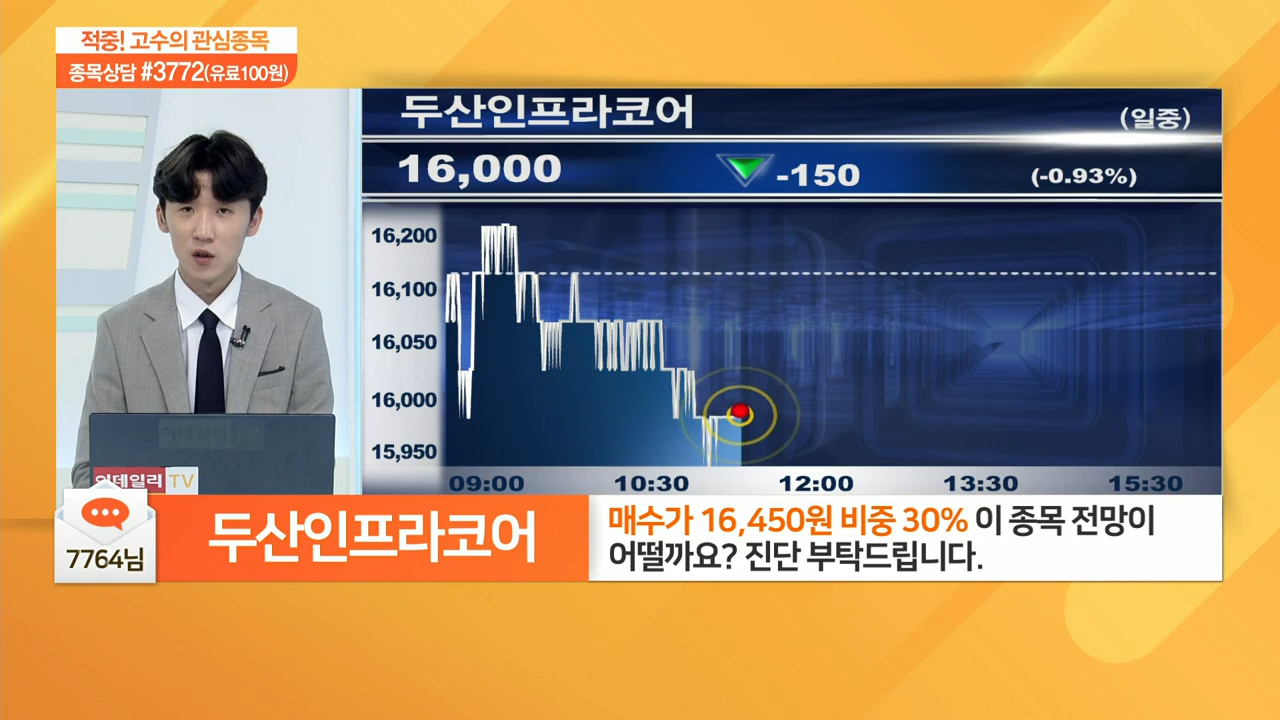 적중! 고수의 관심종목
종목상담 #3772(유료100원)
두산인프라코어
(일중)
16,000
-150
(-0.93%)
16,200
16,100
16,050
16,000
15,950
09:00
10:30
12:00
13:30
15:30
이데일리 TV
7764님
두산인프라코어
매수가 16,450원 비중 30% 이 종목 전망이
어떨까요? 진단 부탁드립니다.